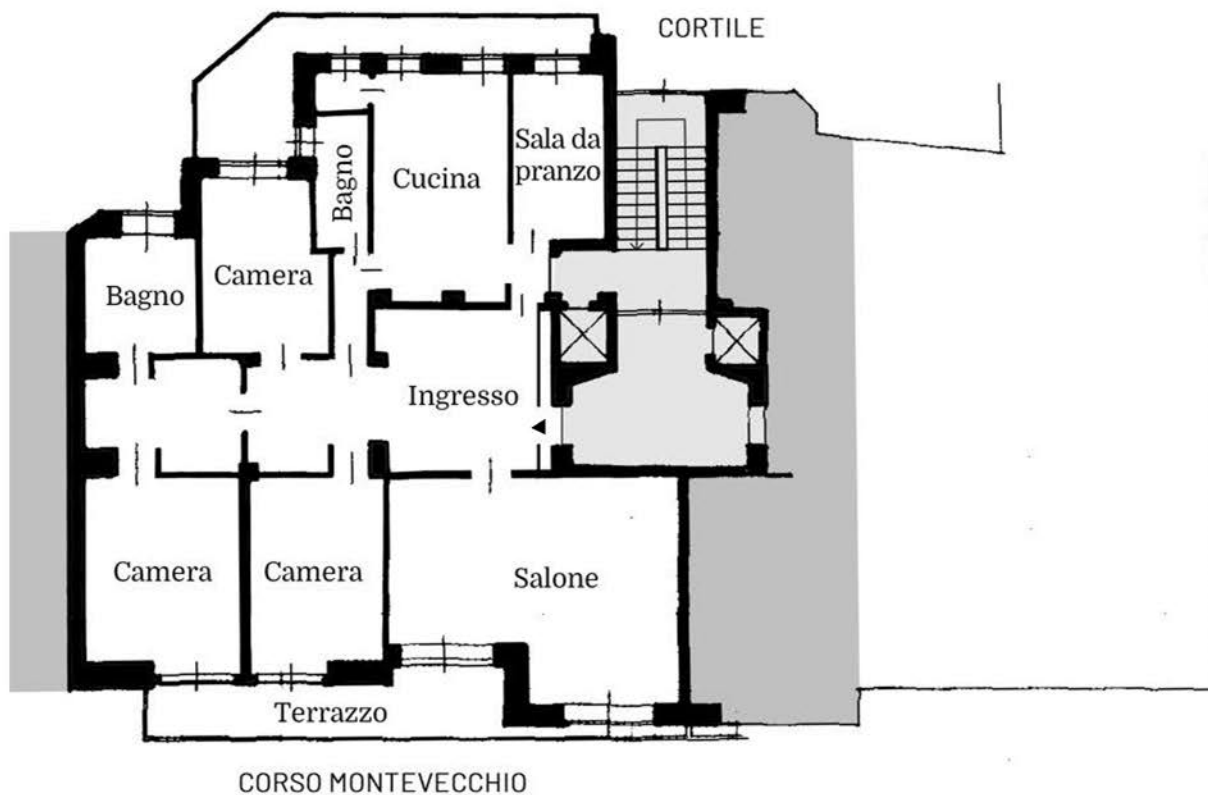 CORTILE
Sala da
pranzo
Bagno
Cucina
Camera
Bagno
Ingresso
Camera
Camera
Salone
Terrazzo
CORSO MONTEVECCHIO